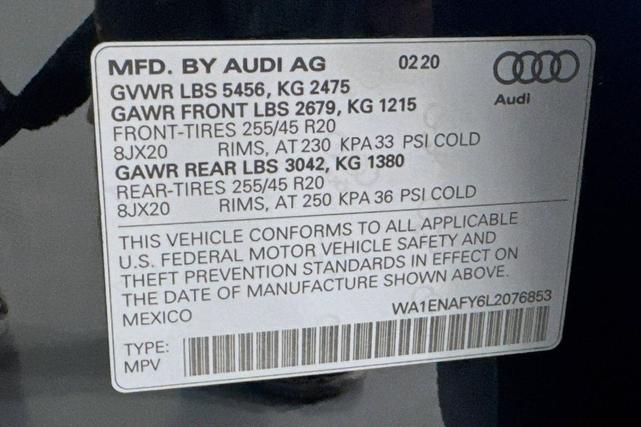 MFD. BY AUDI AG 0220
Audi
GVWR LBS 5456, KG 2475
GAWR FRONT LBS 2679, KG 1215
FRONT-TIRES 255/45 R20
8JX20 RIMS, AT 230 KPA 33 PSI COLD
GAWR REAR LBS 3042, KG 1380
REAR-TIRES 255/45 R20
8JX20 RIMS, AT 250 KPA 36 PSI COLD
THIS VEHICLE CONFORMS TO ALL APPLICABLE
U.S. FEDERAL MOTOR VEHICLE SAFETY AND
THEFT PREVENTION STANDARDS IN EFFECT ON
THE DATE OF MANUFACTURE SHOWN ABOVE.
MEXICO WA1ENAFY6L2076853
TYPE:
MPV